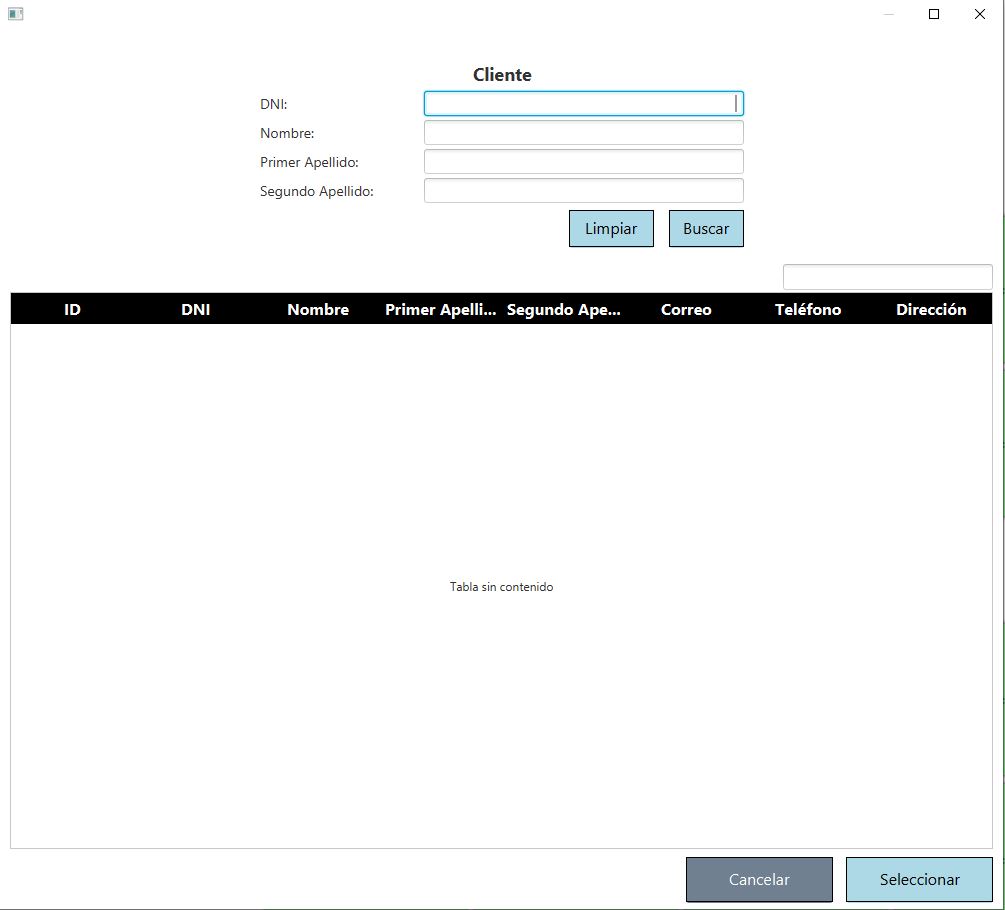 Cliente
DNI:
Nombre:
Primer Apellido:
Segundo Apellido:
Limpiar Buscar
ID DNI Nombre Primer Apelli... Segundo Ape... Correo Teléfono Dirección
Tabla sin contenido
Cancelar Seleccionar